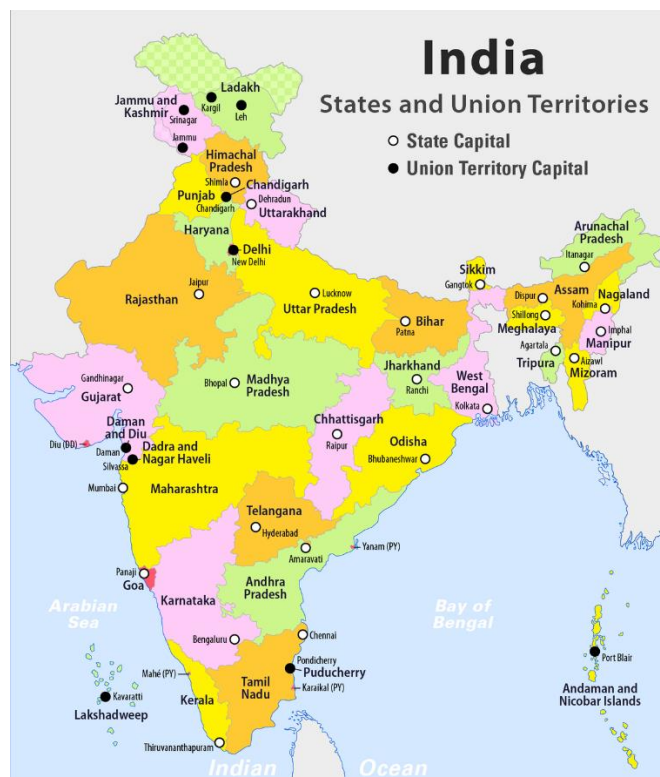 India
States and Union Territories
State Capital
Union Territory Capital
Ladakh
Kargil
Leh
Jammu and
Kashmir
Srinagar
Jammu
Himachal
Pradesh
Shimla
Chandigarh
Punjab
Chandigarh
Dehradun
Uttarakhand
Haryana
Delhi
New Delhi
Arunachal
Pradesh
Itanagar
Sikkim
Gangtok
Assam
Dispur
Nagaland
Kohima
Shillong
Meghalaya
Imphal
Manipur
Agartala
Tripura
Aizawl
Mizoram
Jaipur
Rajasthan
Lucknow
Uttar Pradesh
Bihar
Patna
Jharkhand
Ranchi
West
Bengal
Kolkata
Gandhinagar
Gujarat
Bhopal
Madhya
Pradesh
Chhattisgarh
Raipur
Odisha
Bhubaneshwar
Daman
and Diu
Diu (DD)
Daman
Dadra and
Nagar Haveli
Silvassa
Mumbai
Maharashtra
Telangana
Hyderabad
Amaravati
Yanam (PY)
Panaji
Goa
Karnataka
Andhra
Pradesh
Arabian
Sea
Bay of
Bengal
Bengaluru
Chennai
Pondicherry
Puducherry
Mahé (PY)
Karaikal (PY)
Tamil
Nadu
Kerala
Kavaratti
Lakshadweep
Thiruvananthapuram
Port Blair
Andaman and
Nicobar Islands
Indian Ocean